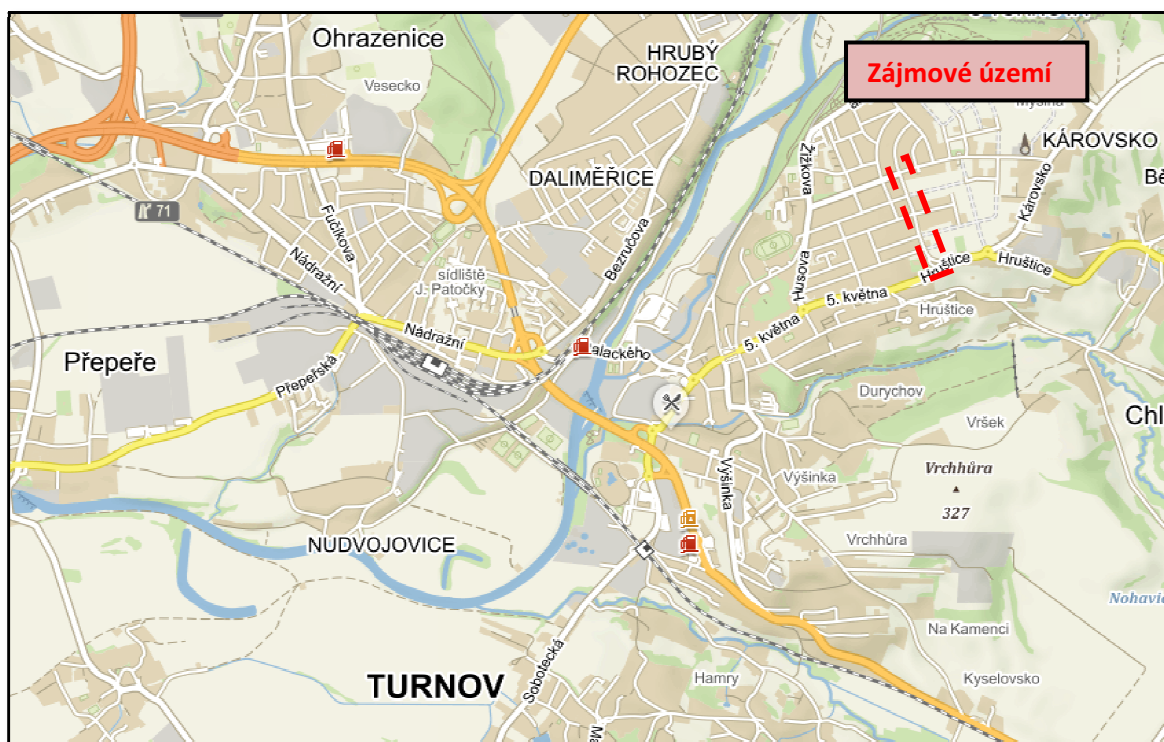 Ohrazenice
Vesecko
HRUBÝ
ROHOZEC
Zájmové území
KÁROVSKO
Žižkova
DALIMĚŘICE
71
Fučíkova
Bezručova
Károvsko
Nádražní
sídliště
J. Patočky
Husova
Hruštice
Hruštice
5. května
Hruštice
Nádražní
5. května
Přepeře
Přepeřská
alackého
Durychov
Vršek
Chl
Výšinka
Výšinka
Vrchhůra
327
NUDVOJOVICE
Vrchhůra
Na Kamenci
TURNOV
Sobotecká
Hamry
Kyselovsko